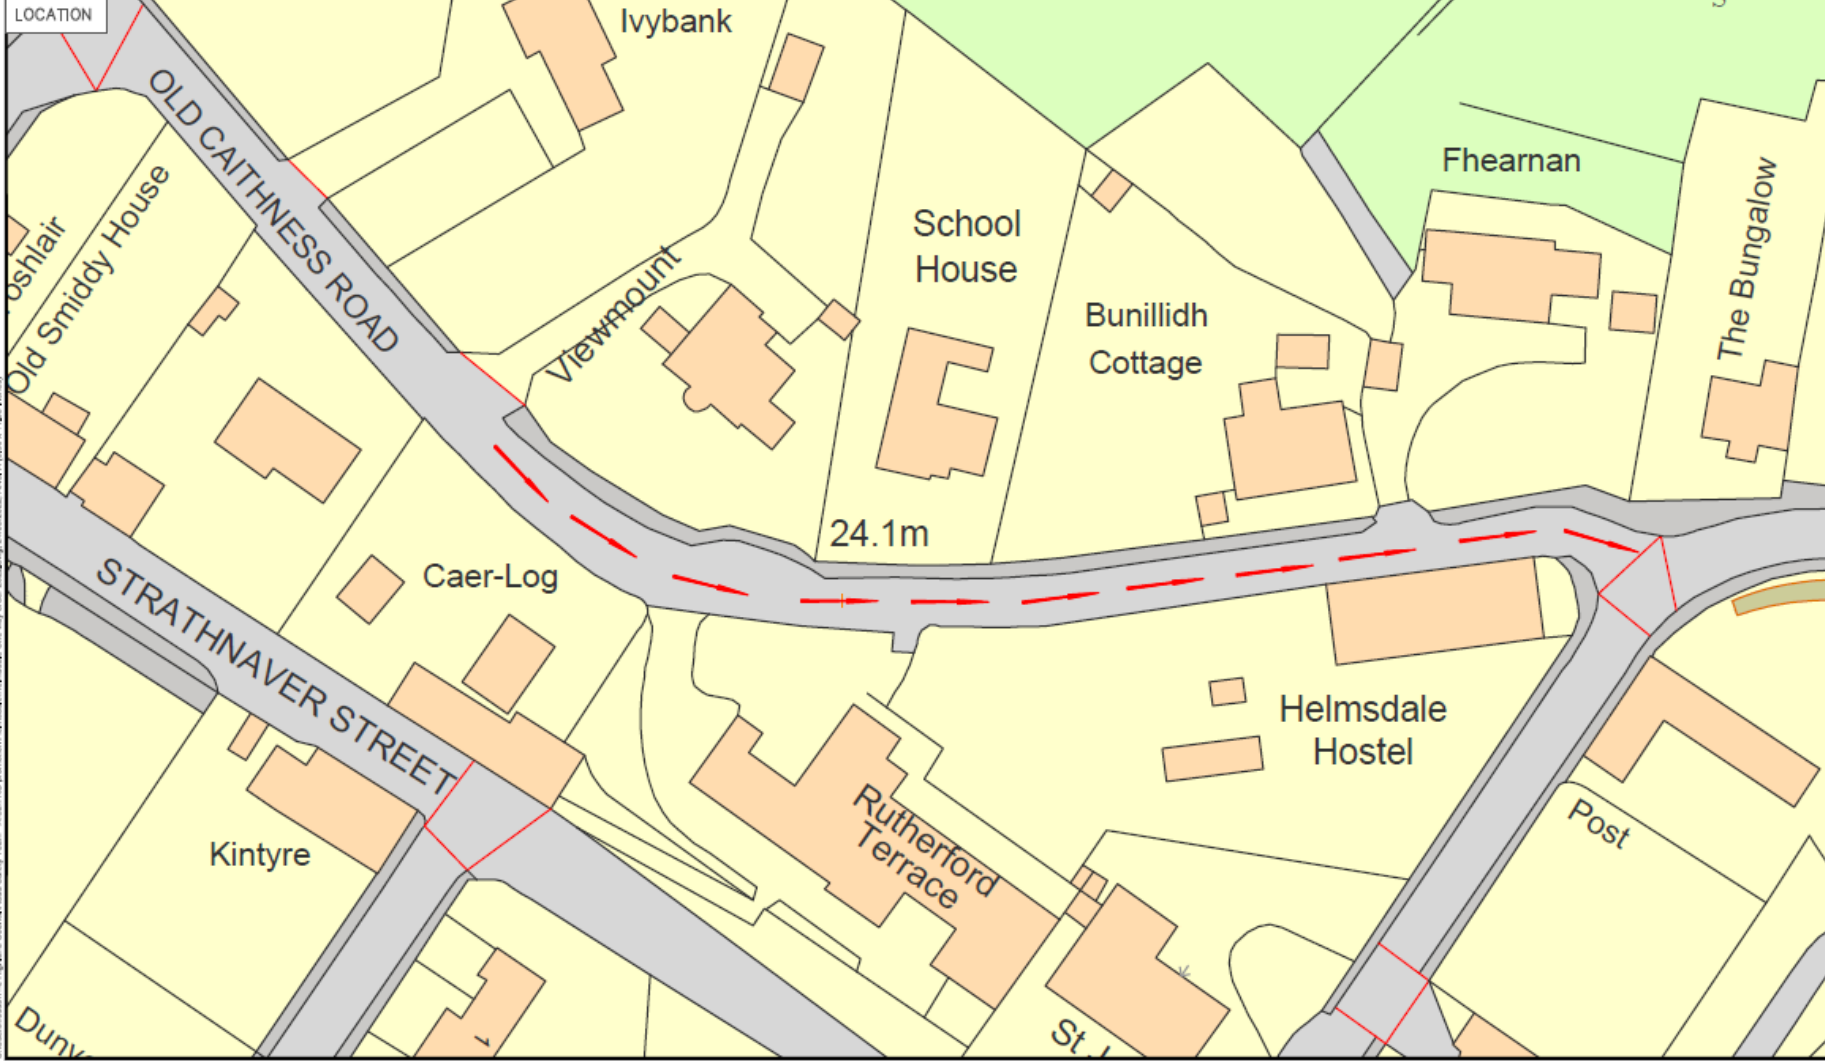 LOCATION
Ivybank
OLD CAITHNESS ROAD
Fhearnan
The Bungalow
Old Smiddy House
School
House
Viewmount
Bunillidh
Cottage
24.1m
Caer-Log
STRATHNAVER STREET
Helmsdale
Hostel
Rutherford
Terrace
Post
Kintyre